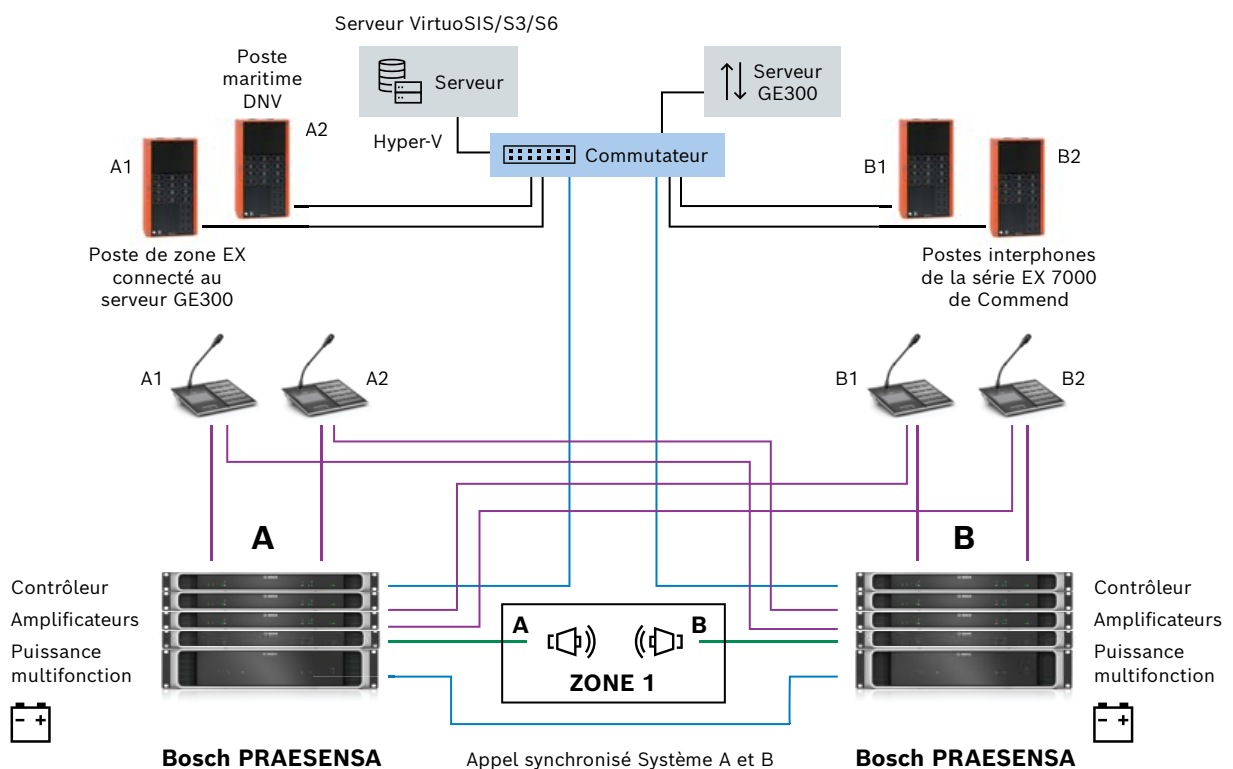 Serveur VirtuoSIS/S3/S6
Poste
maritime
DNV
A2
A1
Serveur
Hyper-V
Serveur
GE300
Commutateur
B1
B2
Poste de zone EX
connecté au
serveur GE300
Postes interphones
de la série EX 7000
de Commend
A1
A2
B1
B2
A
B
Contrôleur
Amplificateurs
Puissance
multifonction
- +
A
B
ZONE 1
Contrôleur
Amplificateurs
Puissance
multifonction
- +
Bosch PRAESENSA
Appel synchronisé Système A et B
Bosch PRAESENSA